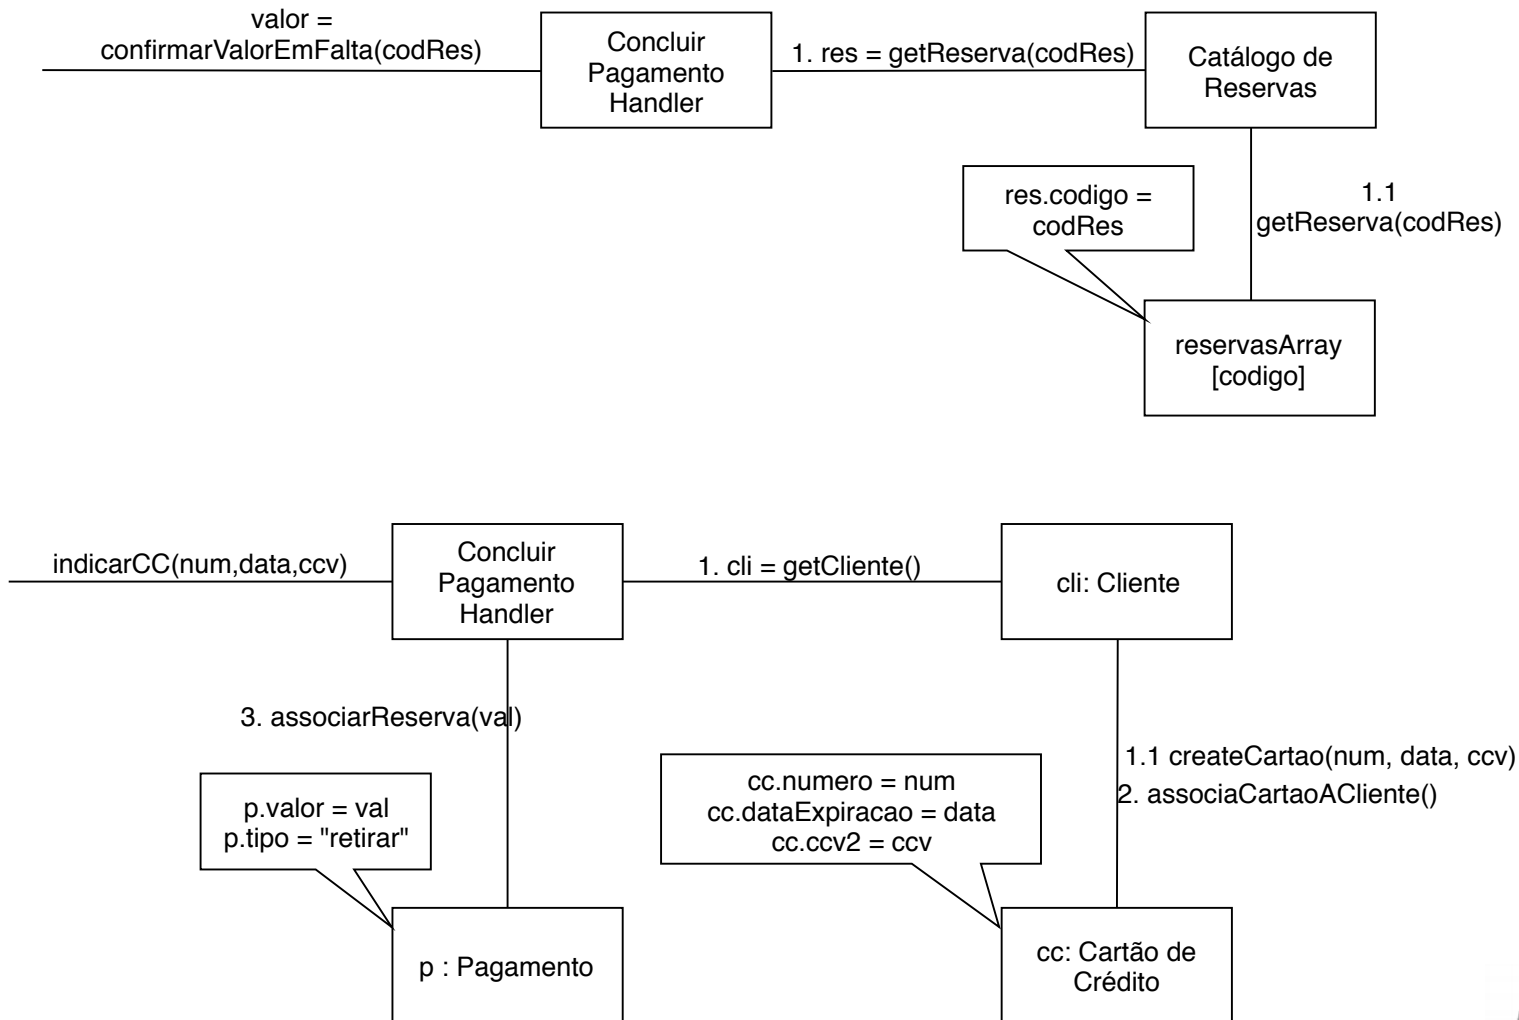 valor =
confirmarValorEmFalta(codRes)
Concluir
Pagamento
Handler
1. res = getReserva(codRes)
Catálogo de
Reservas
res.codigo =
codRes
1.1
getReserva(codRes)
reservasArray
[codigo]
indicarCC(num,data,ccv)
Concluir
Pagamento
Handler
1. cli = getCliente()
cli: Cliente
3. associarReserva(val)
1.1 createCartao(num, data, ccv)
2. associaCartaoACliente()
p.valor = val
p.tipo = "retirar"
cc.numero = num
cc.dataExpiracao = data
cc.ccv2 = ccv
p : Pagamento
cc: Cartão de
Crédito